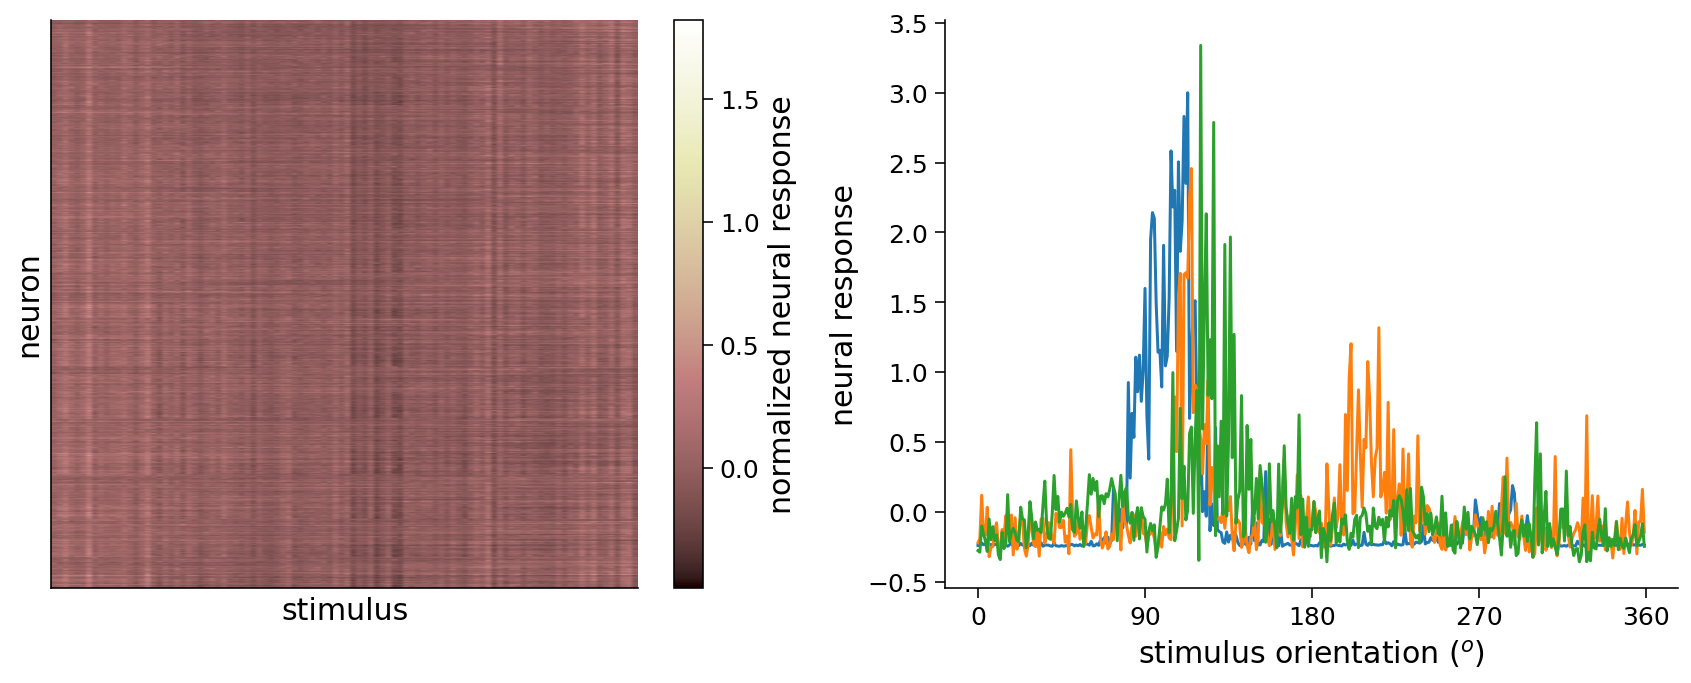 neuron
stimulus
1.5
1.0
0.5
0.0
normalized neural response
neural response
3.5
3.0
2.5
2.0
1.5
1.0
0.5
0.0
−0.5
0 90 180 270 360
stimulus orientation (º)